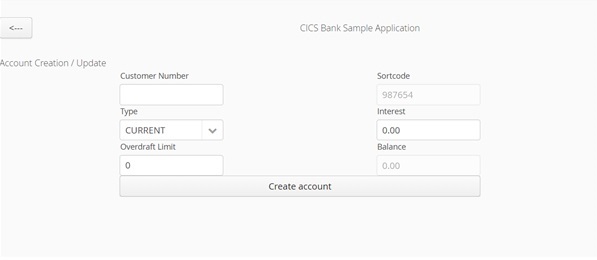 <---
CICS Bank Sample Application
Account Creation / Update
Customer Number
Sortcode
987654
Type
Interest
CURRENT
0.00
Overdraft Limit
Balance
0
0.00
Create account